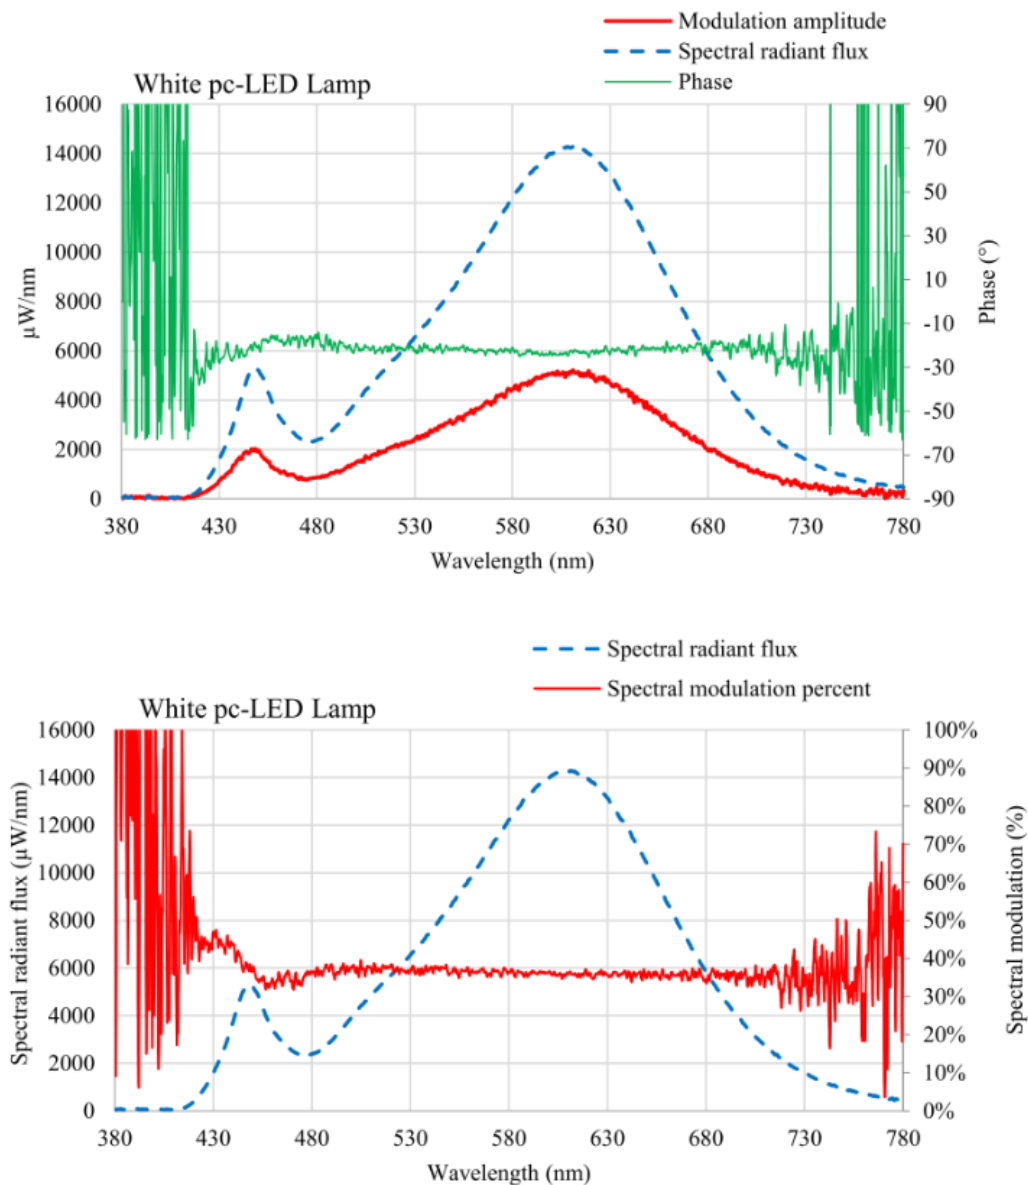 Modulation amplitude
Spectral radiant flux
Phase
White pc-LED Lamp
16000
14000
12000
10000
8000
6000
4000
2000
0
µW/nm
90
70
50
30
10
-10
-30
-50
-70
-90
Phase (°)
380 430 480 530 580 630 680 730 780
Wavelength (nm)
Spectral radiant flux
Spectral modulation percent
White pc-LED Lamp
16000
14000
12000
10000
8000
6000
4000
2000
0
Spectral radiant flux (µW/nm)
100%
90%
80%
70%
60%
50%
40%
30%
20%
10%
0%
Spectral modulation (%)
380 430 480 530 580 630 680 730 780
Wavelength (nm)